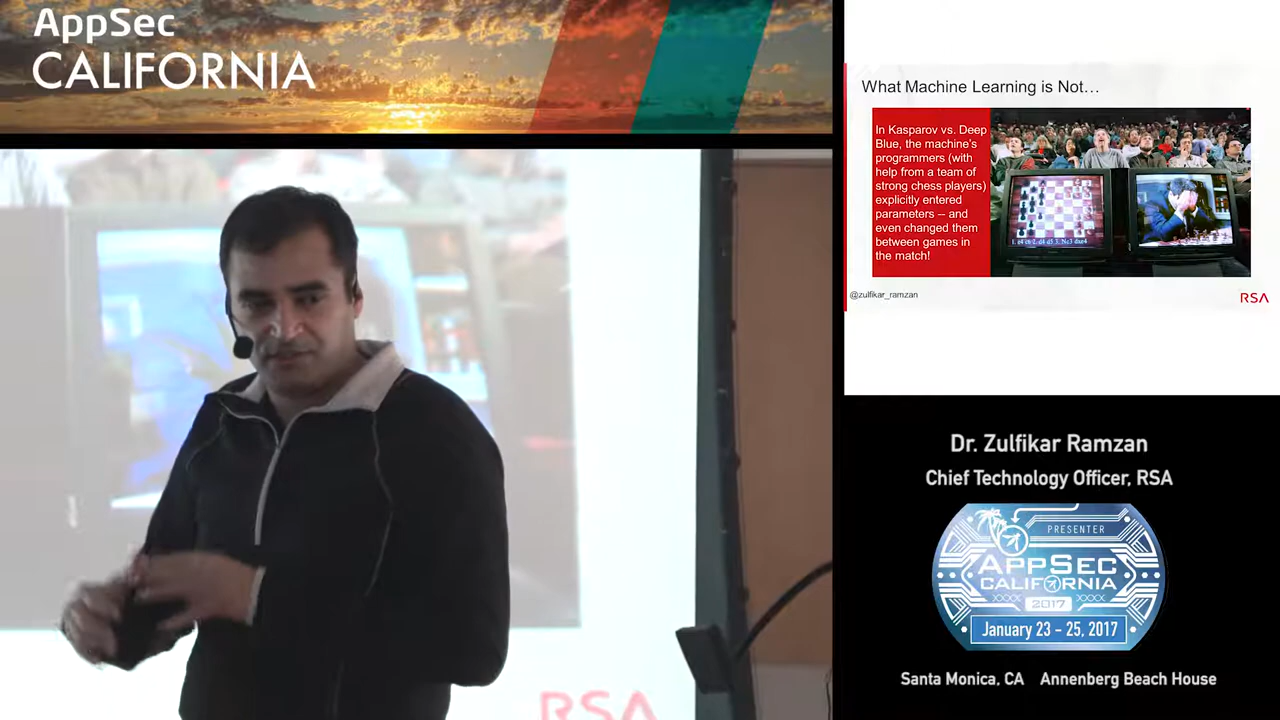 AppSec
CALIFORNIA
RSA
What Machine Learning is Not…
In Kasparov vs. Deep
Blue, the machine's
programmers (with
help from a team of
strong chess players)
explicitly entered
parameters – and
even changed them
between games in
the match!
@zulfikar_ramzan
RSA
Dr. Zulfikar Ramzan
Chief Technology Officer, RSA
PRESENTER
APPSEC
CALIFORNIA
2017
January 23 - 25, 2017
Santa Monica, CA Annenberg Beach House